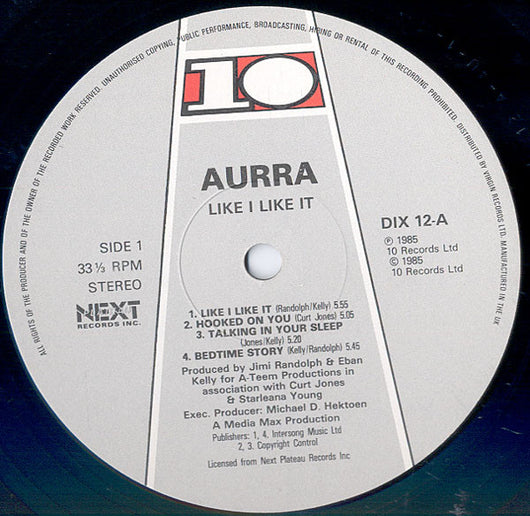 ALL RIGHTS OF THE PRODUCER AND OF THE OWNER OF THE RECORDED WORK RESERVED. UNAUTHORISED COPYING, PUBLIC PERFORMANCE, BROADCASTING, HIRING OR RENTAL OF THIS RECORDING PROHIBITED. DISTRIBUTED BY VIRGIN RECORDS LTD. MANUFACTURED IN THE UK
10
AURRA
LIKE I LIKE IT
SIDE 1
33⅓ RPM
STEREO
NEXT
RECORDS INC.
DIX 12-A
Ⓟ 1985
10 Records Ltd
© 1985
10 Records Ltd
1. LIKE I LIKE IT (Randolph/Kelly) 5.55
2. HOOKED ON YOU (Curt Jones) 5.05
3. TALKING IN YOUR SLEEP
(Jones/Kelly) 5.20
4. BEDTIME STORY (Kelly/Randolph) 5.45
Produced by Jimi Randolph & Eban
Kelly for A-Teem Productions in
association with Curt Jones
& Starleana Young
Exec. Producer: Michael D. Hektoen
A Media Max Production
Publishers: 1, 4. Intersong Music Ltd
2, 3. Copyright Control
Licensed from Next Plateau Records Inc